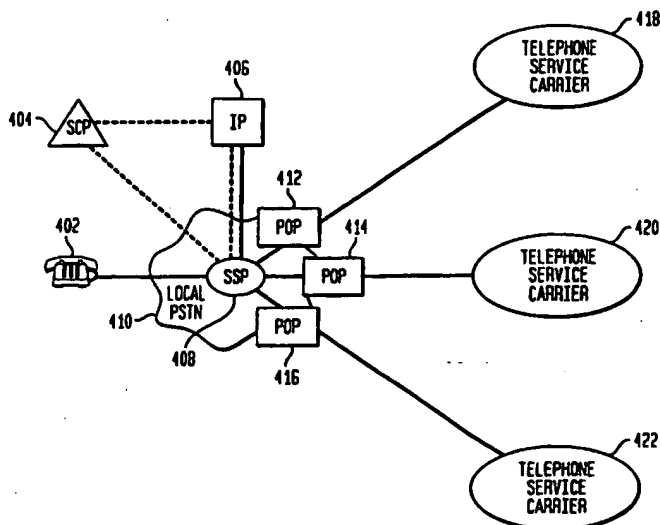 418
TELEPHONE
SERVICE
CARRIER
406
IP
404
SCP
412
POP
414
POP
402
420
TELEPHONE
SERVICE
CARRIER
SSP
LOCAL
PSTN
410
408
POP
416
422
TELEPHONE
SERVICE
CARRIER